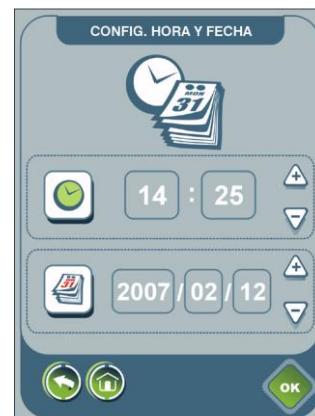 CONFIG. HORA Y FECHA
MON
31
14 : 25
31
2007 / 02 / 12
OK